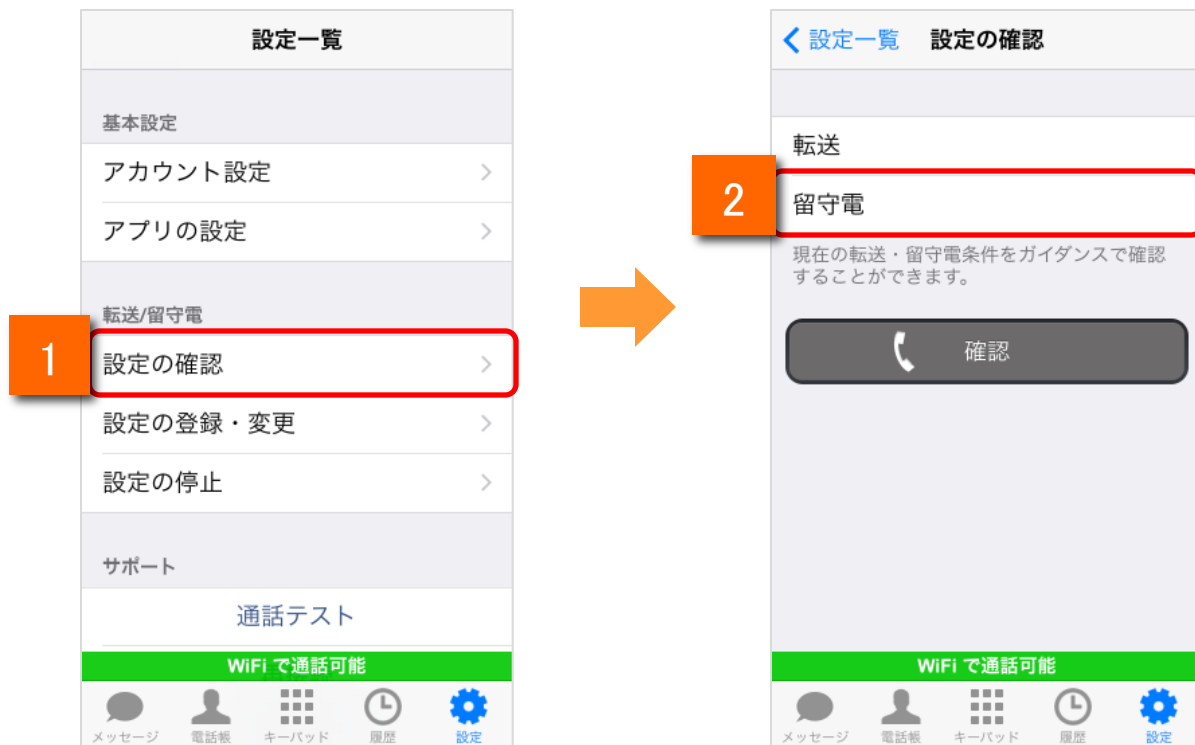 設定一覧
基本設定
アカウント設定
アプリの設定
転送/留守電
1
設定の確認
設定の登録・変更
設定の停止
サポート
通話テスト
WiFi で通話可能
メッセージ
電話帳
キーパッド
履歴
設定
設定一覧
設定の確認
転送
2
留守電
現在の転送・留守電条件をガイダンスで確認
することができます。
確認
WiFi で通話可能
メッセージ
電話帳
キーパッド
履歴
設定